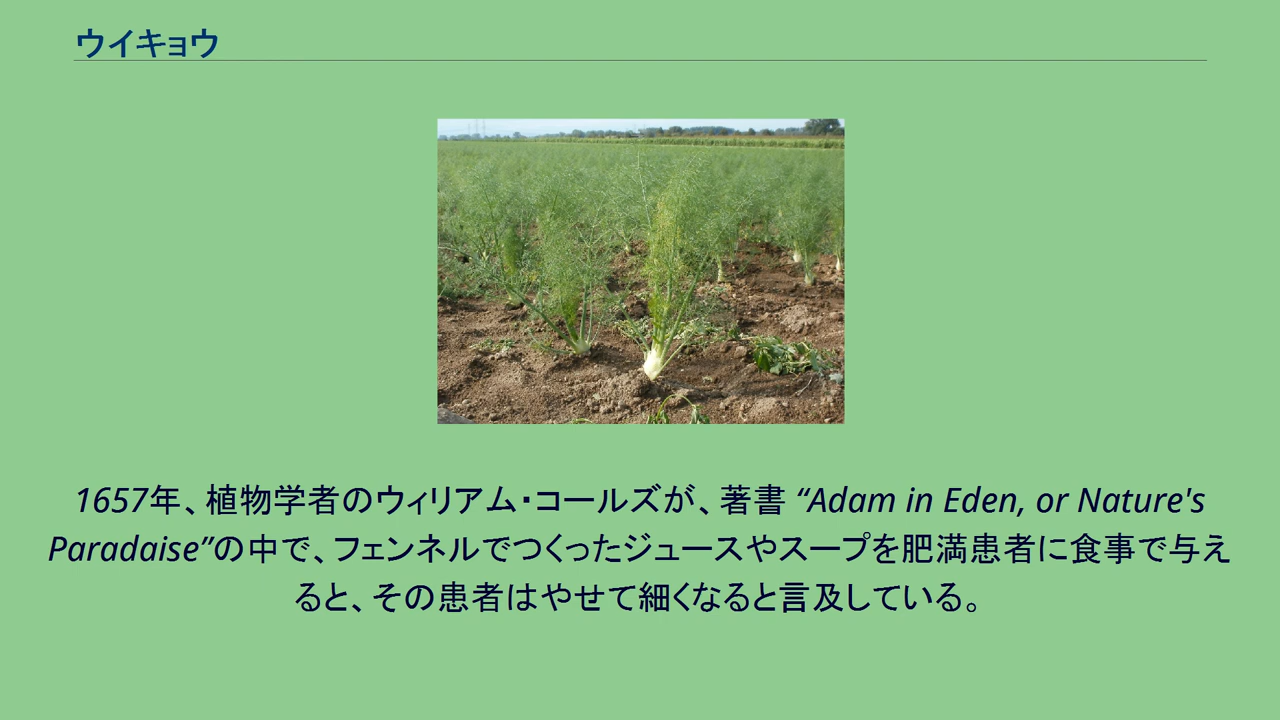 ウイキョウ
1657年、植物学者のウィリアム・コールズが、著書 “Adam in Eden, or Nature's
Paradaise”の中で、フェンネルでつくったジュースやスープを肥満患者に食事で与え
ると、その患者はやせて細くなると言及している。